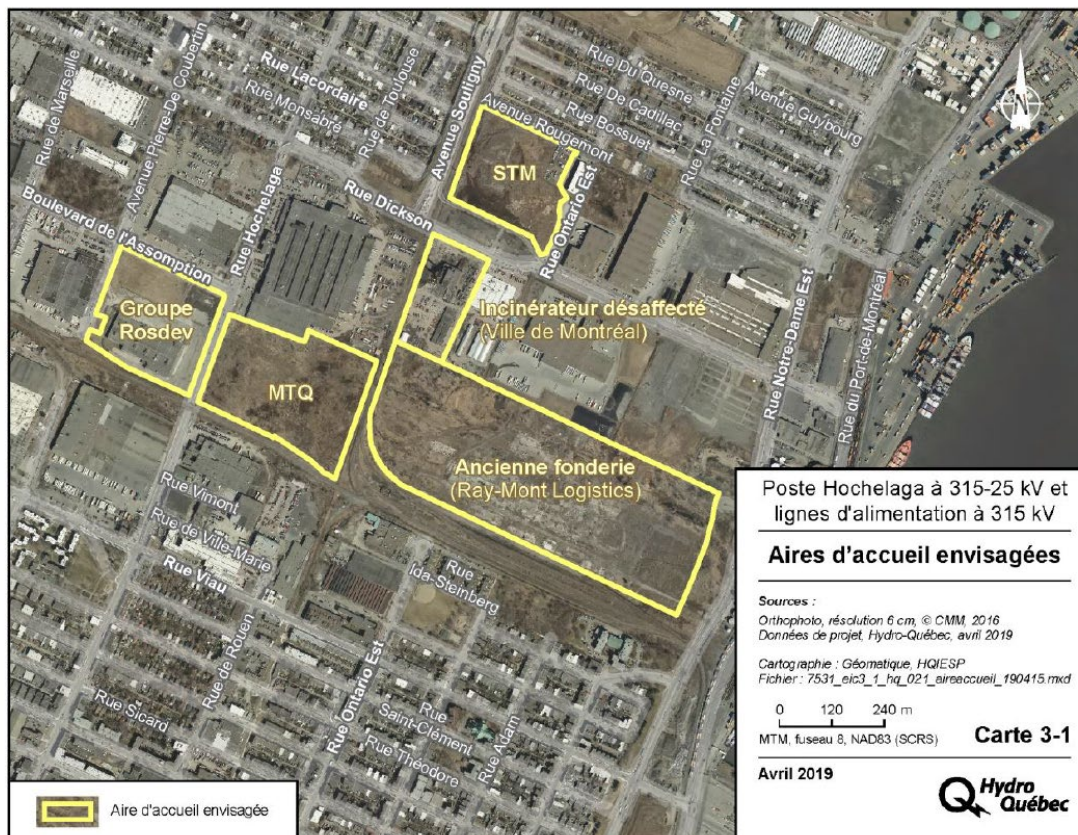 Rue de Marseille
Avenue Pierre-De Coubertin
Rue Lacordaire
Rue Monsabré
Rue de Toulouse
Avenue Souligny
Rue Du Quesne
Rue De Cadillac
Rue Bossuet
Avenue Rougemont
Rue La Fontaine
Avenue Guybourg
N
Boulevard de l'Assomption
Rue Hochelaga
Rue Dickson
STM
Rue Ontario Est
Groupe
Rosdev
MTQ
Incinérateur désaffecté
(Ville de Montréal)
Rue Notre-Dame Est
Rue du Port-de-Montréal
Ancienne fonderie
(Ray-Mont Logistics)
Rue Vimont
Rue de Ville-Marie
Rue Viau
Rue de Rouen
Rue Sicard
Rue
Ida-Steinberg
Rue Ontario Est
Rue
Saint-Clément
Rue Théodore
Rue Adam
Poste Hochelaga à 315-25 kV et
lignes d'alimentation à 315 kV
Aires d'accueil envisagées
Sources :
Orthophoto, résolution 6 cm, © CMM, 2016
Données de projet, Hydro-Québec, avril 2019
Cartographie : Géomatique, HQIESP
Fichier : 7531_eic3_1_hq_021_aireaccueil_190415.mxd
0 120 240 m
MTM, fuseau 8, NAD83 (SCRS)
Carte 3-1
Avril 2019
Hydro
Québec
Aire d'accueil envisagée